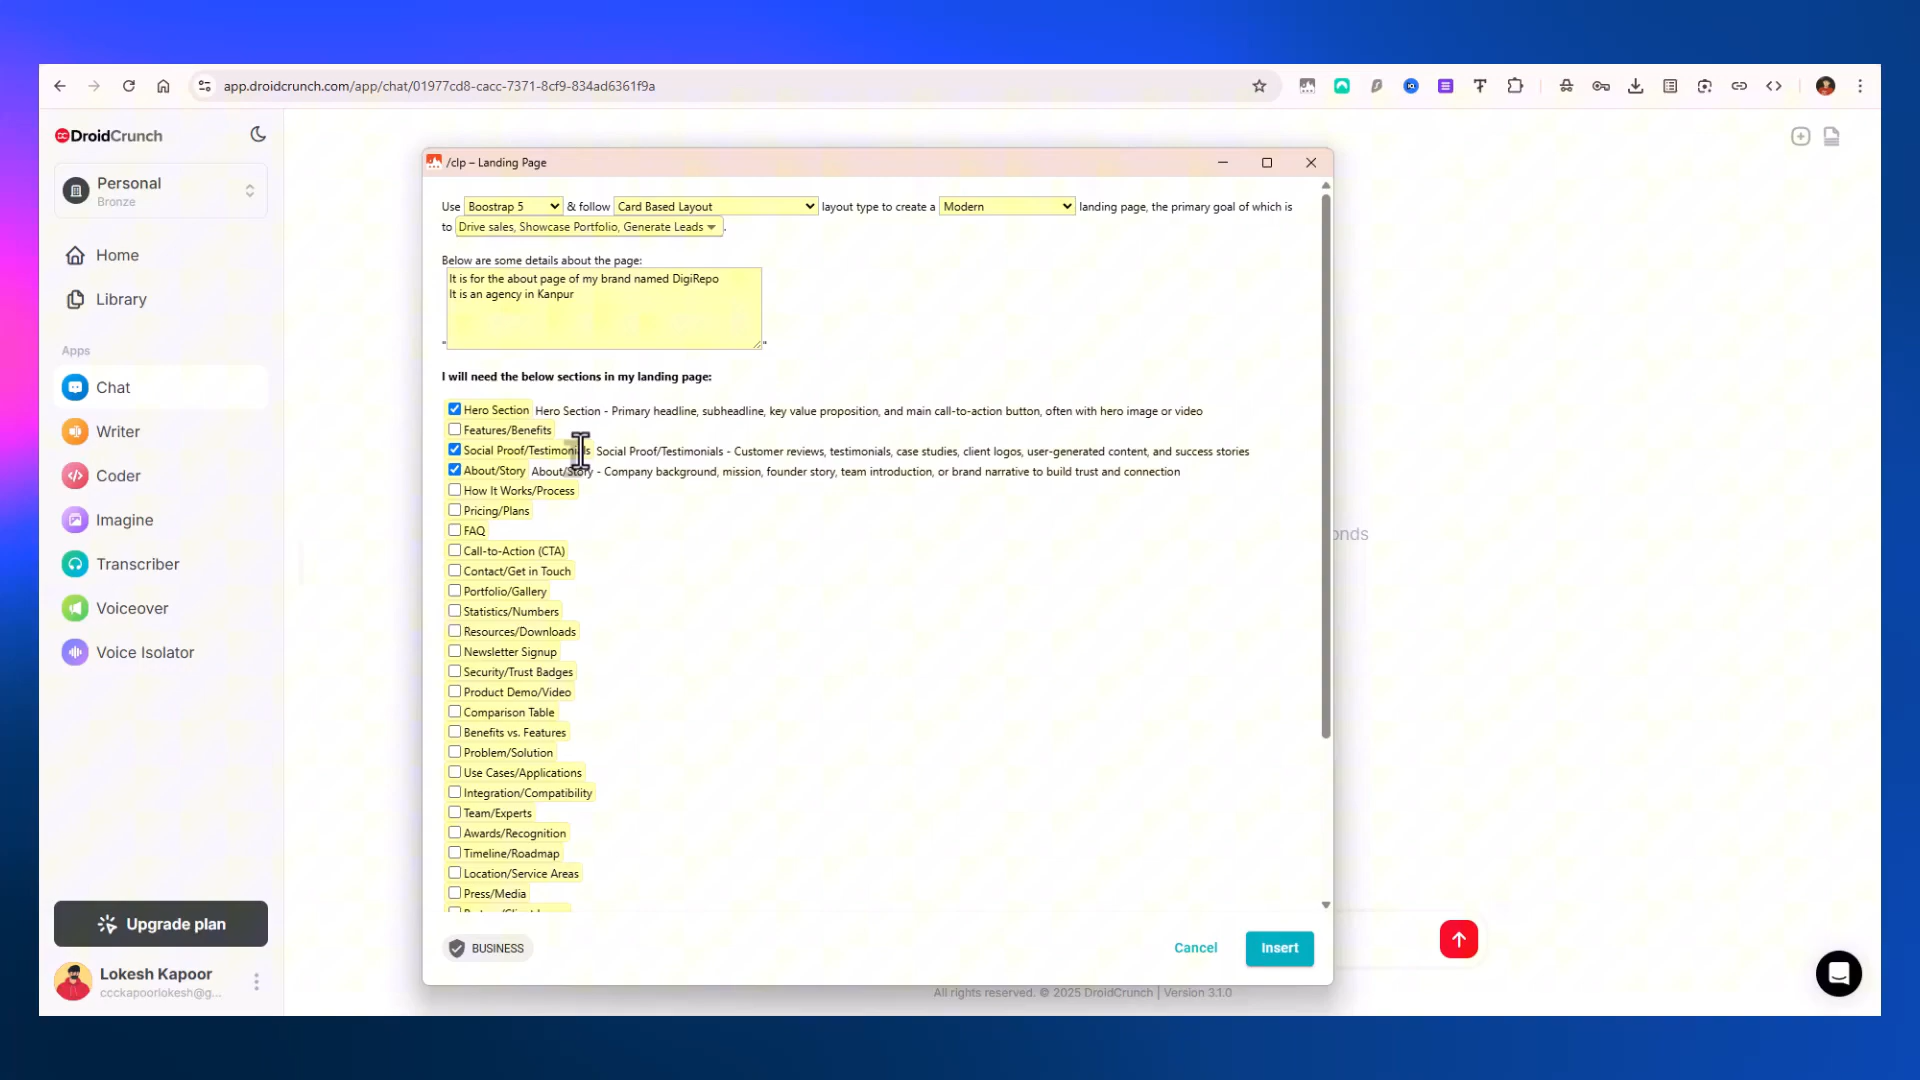 app.droidcrunch.com/app/chat/01977cd8-cacc-7371-8cf9-834ad6361f9a
DroidCrunch
Personal
Bronze
Home
Library
Apps
Chat
Writer
Coder
Imagine
Transcriber
Voiceover
Voice Isolator
Upgrade plan
Lokesh Kapoor
ccckapoorlokesh@g...
/clp – Landing Page
Use Boostrap 5 & follow Card Based Layout layout type to create a Modern landing page, the primary goal of which is
to Drive sales, Showcase Portfolio, Generate Leads .
Below are some details about the page:
It is for the about page of my brand named DigiRepo
It is an agency in Kanpur
" "
I will need the below sections in my landing page:
Hero Section Hero Section - Primary headline, subheadline, key value proposition, and main call-to-action button, often with hero image or video
Features/Benefits
Social Proof/Testimonials Social Proof/Testimonials - Customer reviews, testimonials, case studies, client logos, user-generated content, and success stories
About/Story About/Story - Company background, mission, founder story, team introduction, or brand narrative to build trust and connection
How It Works/Process
Pricing/Plans
FAQ
Call-to-Action (CTA)
Contact/Get in Touch
Portfolio/Gallery
Statistics/Numbers
Resources/Downloads
Newsletter Signup
Security/Trust Badges
Product Demo/Video
Comparison Table
Benefits vs. Features
Problem/Solution
Use Cases/Applications
Integration/Compatibility
Team/Experts
Awards/Recognition
Timeline/Roadmap
Location/Service Areas
Press/Media
BUSINESS
Cancel
Insert
onds
All rights reserved. © 2025 DroidCrunch | Version 3.1.0